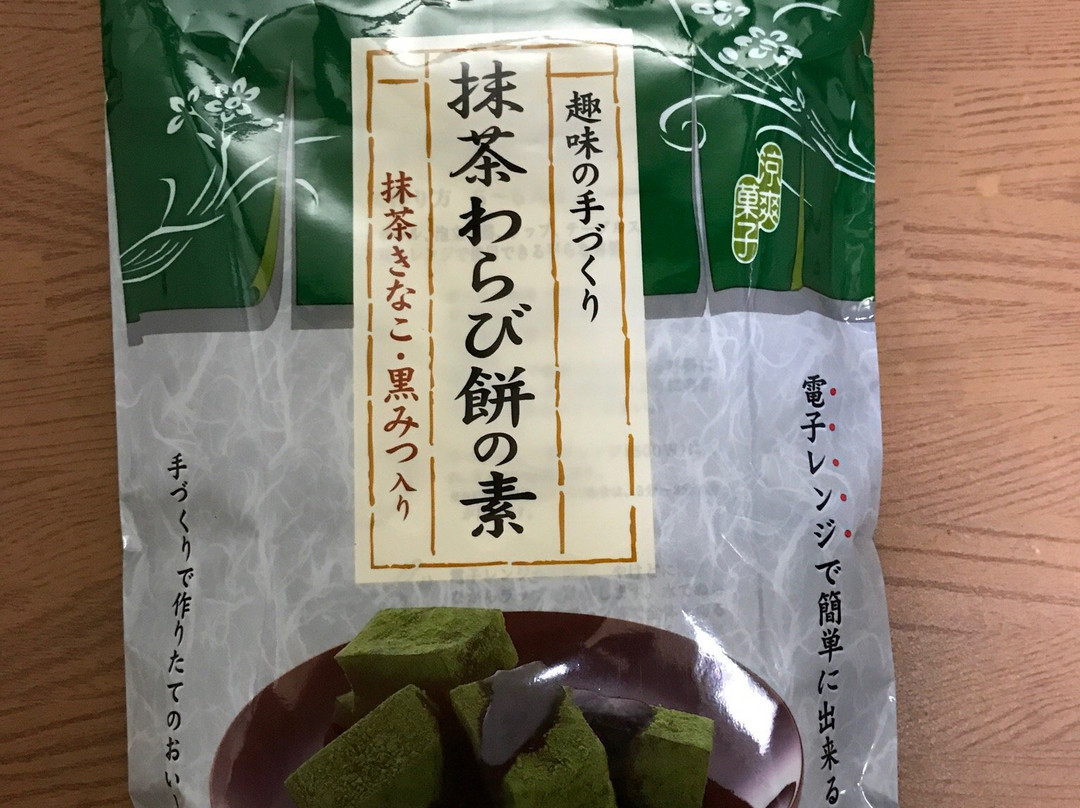 涼爽
菓子
趣味の手づくり
抹茶わらび餅の素
抹茶きなこ・黒みつ入り
電子レンジで簡単に出来る
手づくりで作りたてのおい